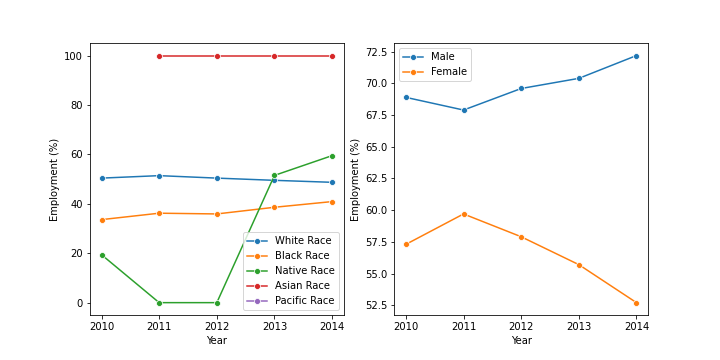 100
80
60
40
20
0
Employment (%)
2010 2011 2012 2013 2014
Year
White Race
Black Race
Native Race
Asian Race
Pacific Race
72.5
70.0
67.5
65.0
62.5
60.0
57.5
55.0
52.5
Employment (%)
2010 2011 2012 2013 2014
Year
Male
Female